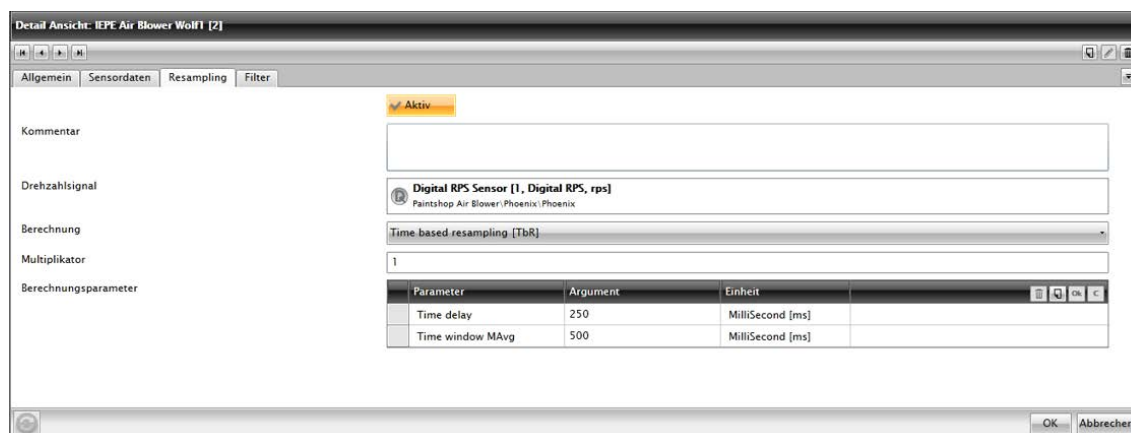 Detail Ansicht: IEPE Air Blower Wolf1 [2]
Allgemein Sensordaten Resampling Filter
Aktiv
Kommentar
Drehzahlsignal
Digital RPS Sensor [1, Digital RPS, rps]
Paintshop Air Blower\Phoenix\Phoenix
Berechnung
Time based resampling [TbR]
Multiplikator
1
Berechnungsparameter
Parameter Argument Einheit Ok C
Time delay 250 MilliSecond [ms]
Time window MAvg 500 MilliSecond [ms]
OK Abbrechen